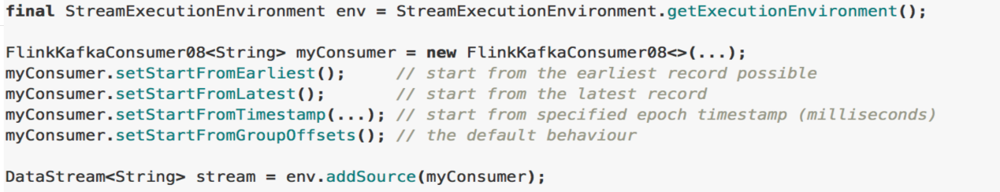 final StreamExecutionEnvironment env = StreamExecutionEnvironment.getExecutionEnvironment();
FlinkKafkaConsumer08<String> myConsumer = new FlinkKafkaConsumer08<>(...);
myConsumer.setStartFromEarliest();     // start from the earliest record possible
myConsumer.setStartFromLatest();       // start from the latest record
myConsumer.setStartFromTimestamp(...); // start from specified epoch timestamp (milliseconds)
myConsumer.setStartFromGroupOffsets(); // the default behaviour
DataStream<String> stream = env.addSource(myConsumer);